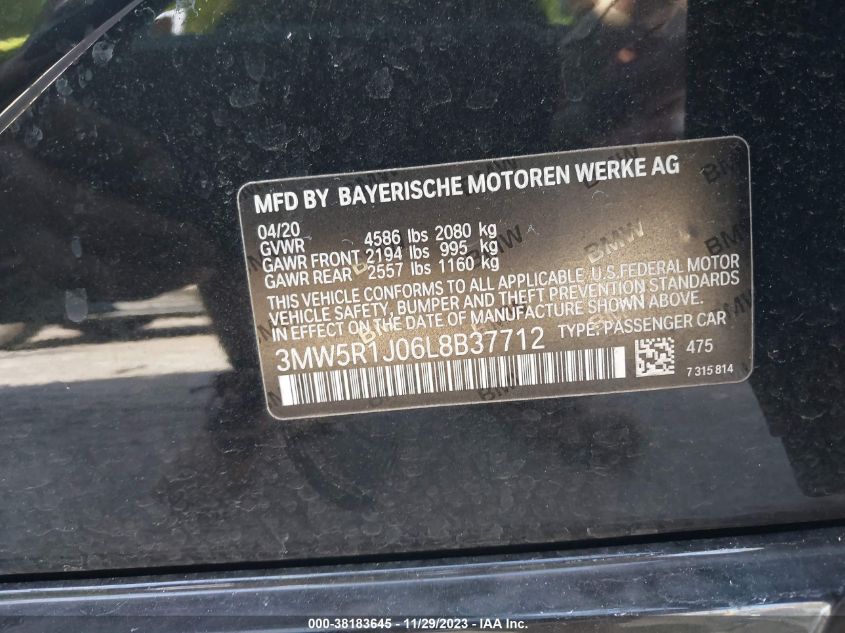 MFD BY BAYERISCHE MOTOREN WERKE AG
04/20
GVWR 4586 lbs 2080 kg
GAWR FRONT 2194 lbs 995 kg
GAWR REAR 2557 lbs 1160 kg
THIS VEHICLE CONFORMS TO ALL APPLICABLE U.S.FEDERAL MOTOR
VEHICLE SAFETY, BUMPER AND THEFT PREVENTION STANDARDS
IN EFFECT ON THE DATE OF MANUFACTURE SHOWN ABOVE.
3MW5R1J06L8B37712 TYPE: PASSENGER CAR
475
7 315 814
000-38183645 - 11/29/2023 - IAA Inc.